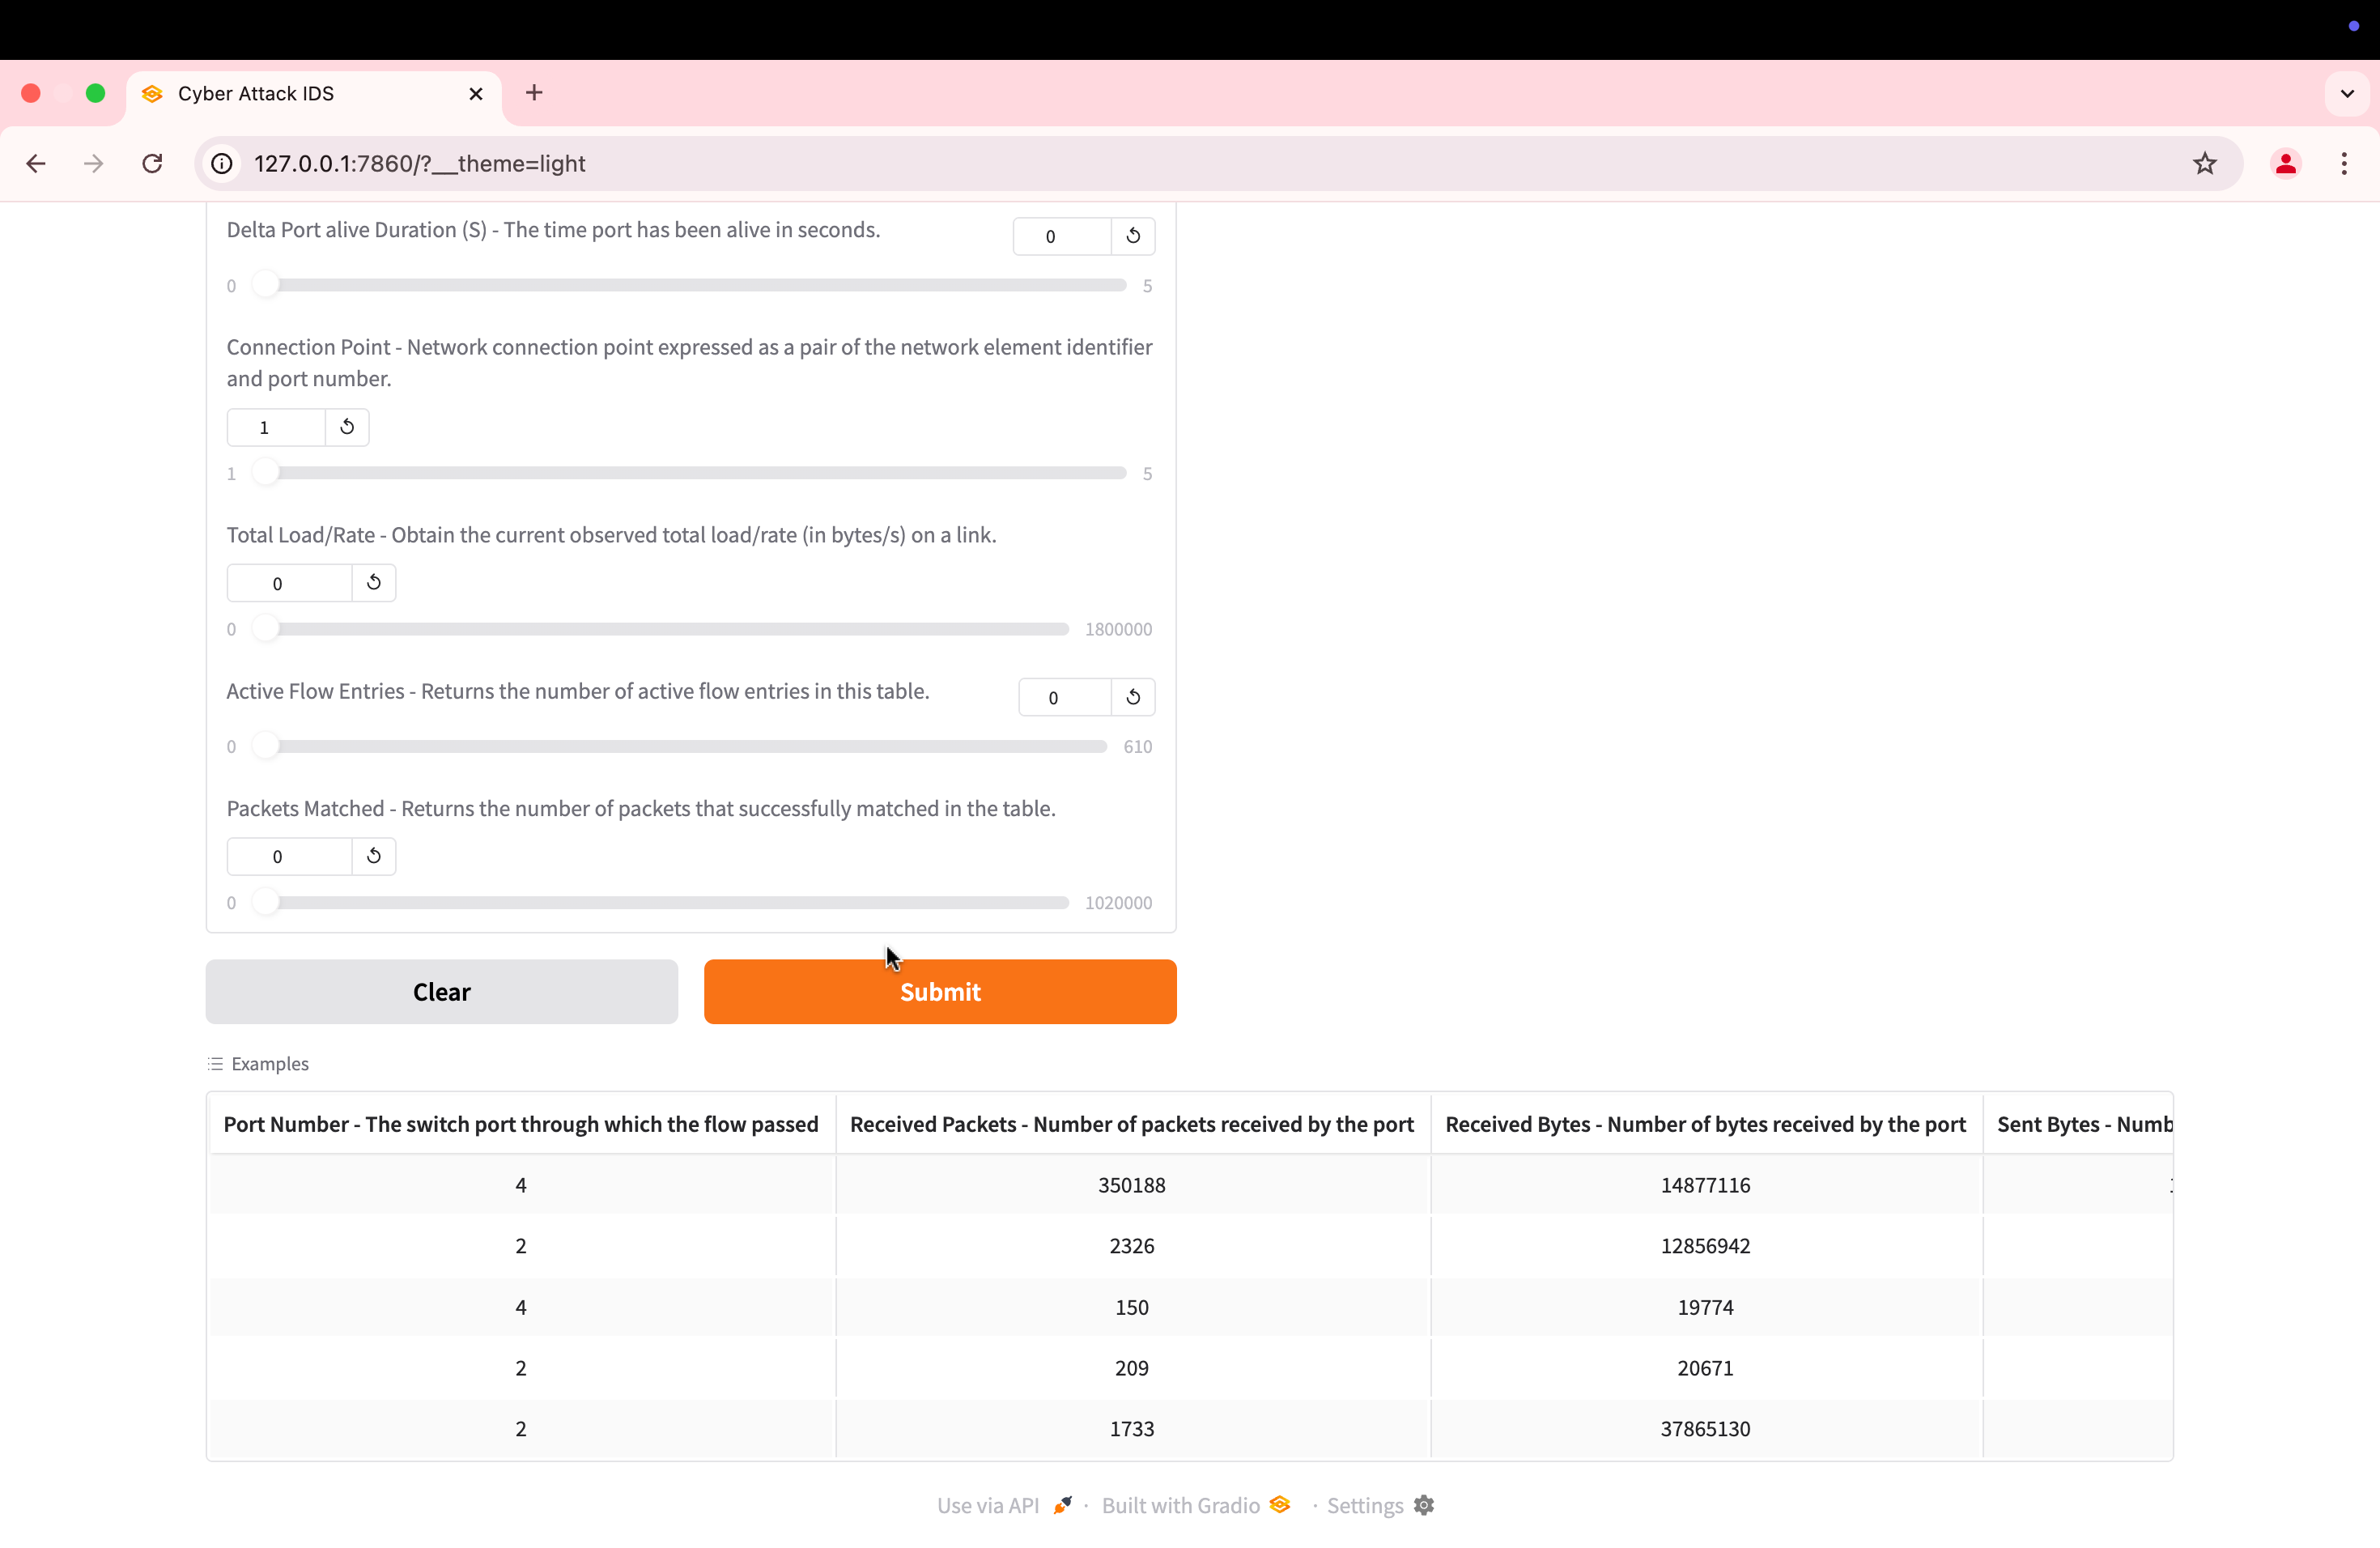 Cyber Attack IDS
127.0.0.1:7860/?__theme=light
Delta Port alive Duration (S) - The time port has been alive in seconds.
0
0 5
Connection Point - Network connection point expressed as a pair of the network element identifier
and port number.
1
1 5
Total Load/Rate - Obtain the current observed total load/rate (in bytes/s) on a link.
0
0 1800000
Active Flow Entries - Returns the number of active flow entries in this table.
0
0 610
Packets Matched - Returns the number of packets that successfully matched in the table.
0
0 1020000
Clear Submit
Examples
Port Number - The switch port through which the flow passed Received Packets - Number of packets received by the port Received Bytes - Number of bytes received by the port Sent Bytes - Numb
4 350188 14877116
2 2326 12856942
4 150 19774
2 209 20671
2 1733 37865130
Use via API · Built with Gradio · Settings